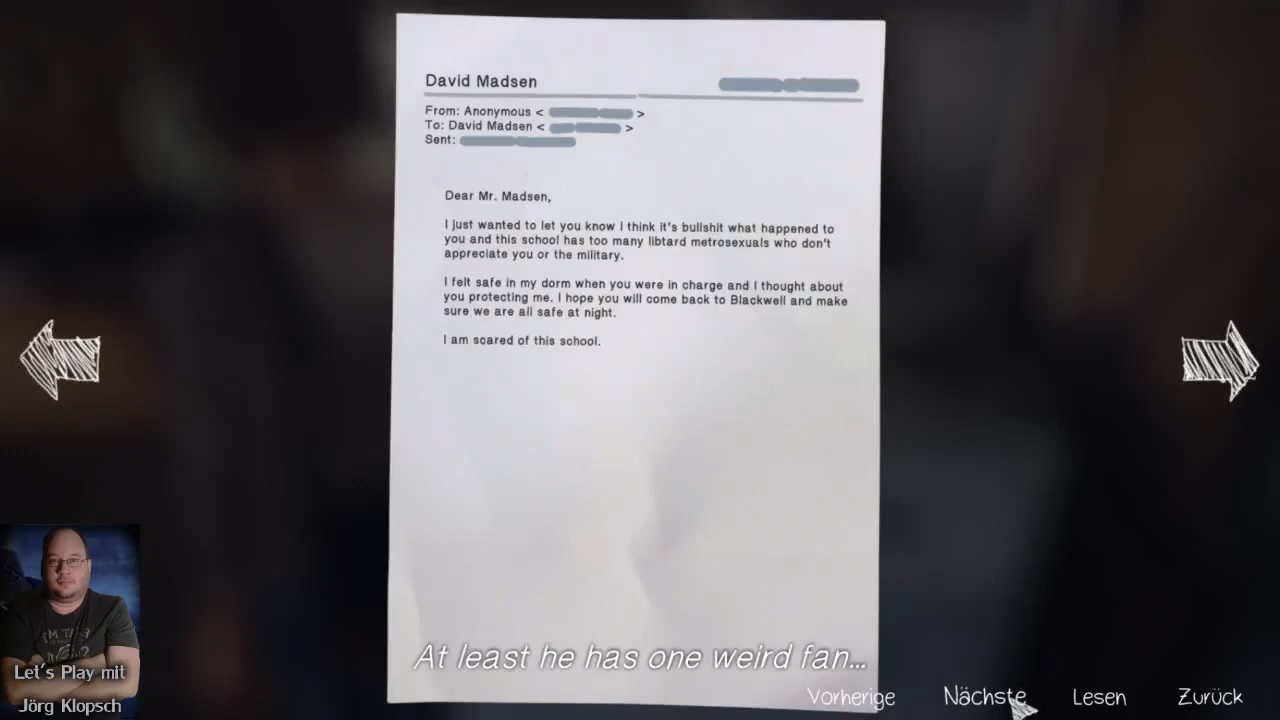 David Madsen
From: Anonymous < >
To: David Madsen < >
Sent:
Dear Mr. Madsen,
I just wanted to let you know I think it's bullshit what happened to
you and this school has too many libtard metrosexuals who don't
appreciate you or the military.
I felt safe in my dorm when you were in charge and I thought about
you protecting me. I hope you will come back to Blackwell and make
sure we are all safe at night.
I am scared of this school.
At least he has one weird fan...
Vorherige Nächste Lesen Zurück
Let's Play mit
Jörg Klopsch